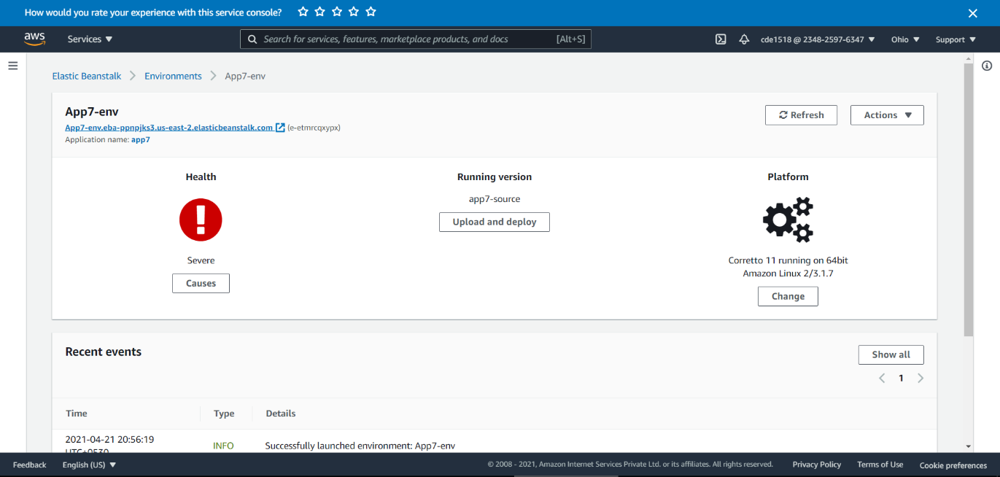 How would you rate your experience with this service console?
aws
Services
Search for services, features, marketplace products, and docs [Alt+S]
cde1518 @ 2348-2597-6347
Ohio
Support
Elastic Beanstalk
Environments
App7-env
App7-env
App7-env.eba-ppnpjks3.us-east-2.elasticbeanstalk.com (e-etmrcqxypx)
Application name: app7
Refresh
Actions
Health
Severe
Causes
Running version
app7-source
Upload and deploy
Platform
Corretto 11 running on 64bit
Amazon Linux 2/3.1.7
Change
Recent events
Show all
1
Time
Type
Details
2021-04-21 20:56:19
UTC+0530
INFO
Successfully launched environment: App7-env
Feedback
English (US)
© 2008 - 2021, Amazon Internet Services Private Ltd. or its affiliates. All rights reserved.
Privacy Policy
Terms of Use
Cookie preferences